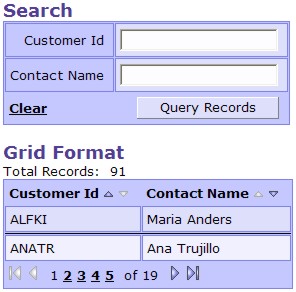 Search
Customer Id
Contact Name
Clear Query Records
Grid Format
Total Records: 91
Customer Id Contact Name
ALFKI Maria Anders
ANATR Ana Trujillo
1 2 3 4 5 of 19